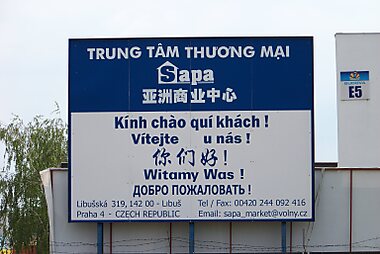 TRUNG TÂM THƯƠNG MẠI
Sapa
亚洲商业中心
Kính chào quí khách !
Vítejte u nás !
你们好 !
Witamy Was !
ДОБРО ПОЖАЛОВАТЬ !
Libušská 319, 142 00 - Libuš Tel / Fax: 00420 244 092 416
Praha 4 - CZECH REPUBLIC Email: sapa_market@volny.cz
E5